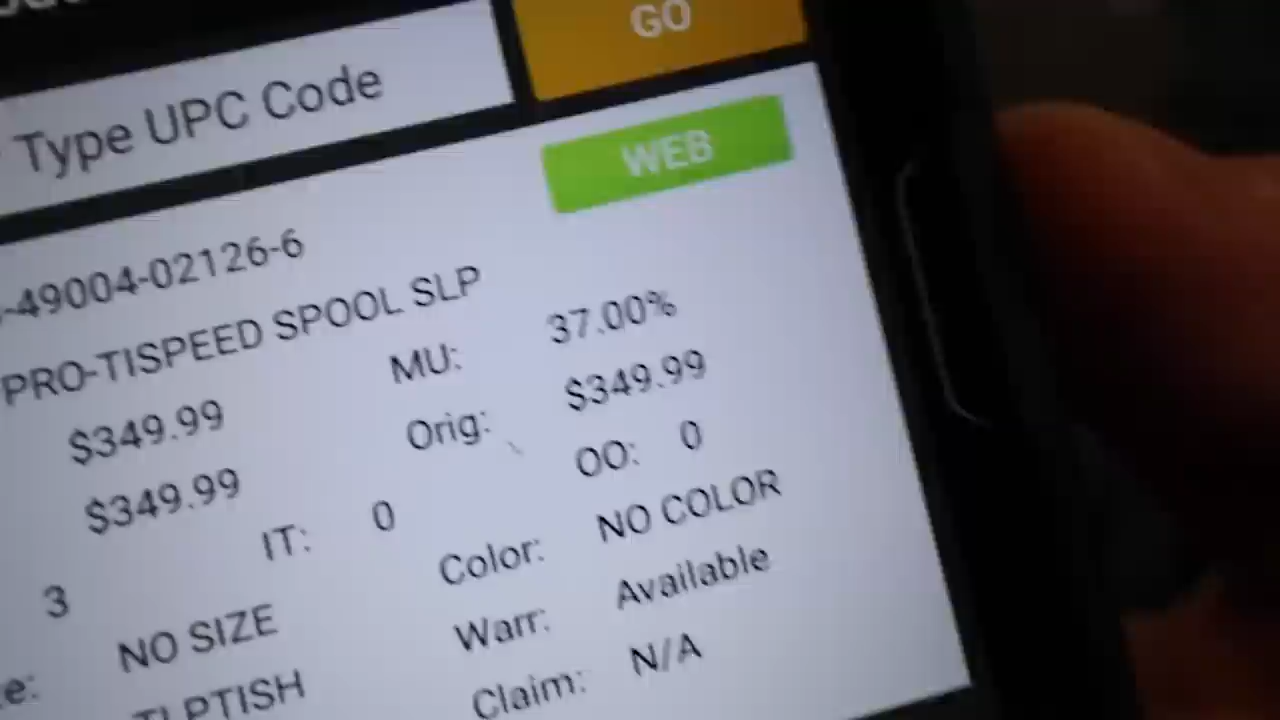 GO
Type UPC Code
WEB
-49004-02126-6
PRO-TISPEED SPOOL SLP
MU: 37.00%
$349.99 Orig: $349.99
$349.99 OO: 0
IT: 0 Color: NO COLOR
3 Warr: Available
NO SIZE Claim: N/A
e: TLPTISH